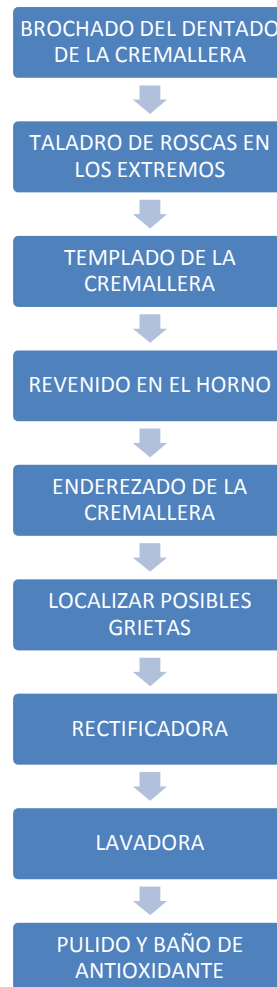 BROCHADO DEL DENTADO
DE LA CREMALLERA
TALADRO DE ROSCAS EN
LOS EXTREMOS
TEMPLADO DE LA
CREMALLERA
REVENIDO EN EL HORNO
ENDEREZADO DE LA
CREMALLERA
LOCALIZAR POSIBLES
GRIETAS
RECTIFICADORA
LAVADORA
PULIDO Y BAÑO DE
ANTIOXIDANTE